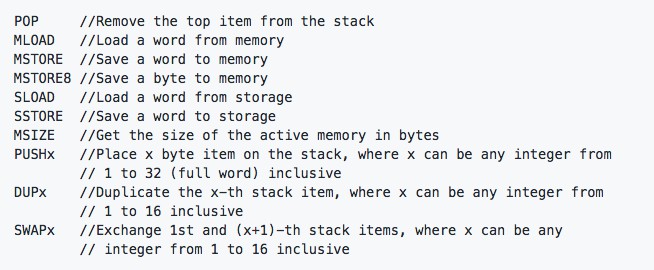 POP     //Remove the top item from the stack
MLOAD   //Load a word from memory
MSTORE  //Save a word to memory
MSTORE8 //Save a byte to memory
SLOAD   //Load a word from storage
SSTORE  //Save a word to storage
MSIZE   //Get the size of the active memory in bytes
PUSHx   //Place x byte item on the stack, where x can be any integer from
        // 1 to 32 (full word) inclusive
DUPx    //Duplicate the x-th stack item, where x can be any integer from
        // 1 to 16 inclusive
SWAPx   //Exchange 1st and (x+1)-th stack items, where x can be any
        // integer from 1 to 16 inclusive